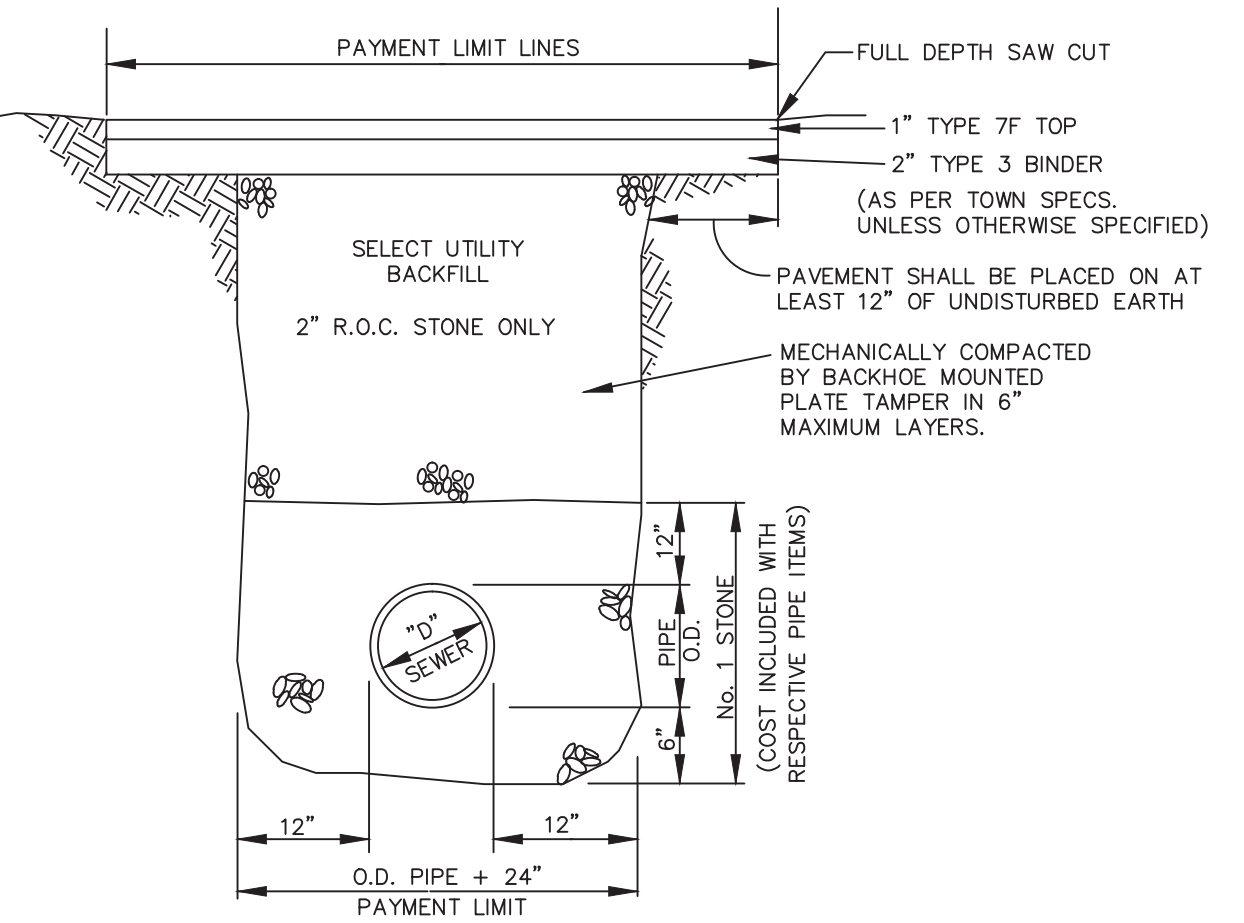 PAYMENT LIMIT LINES
FULL DEPTH SAW CUT
1” TYPE 7F TOP
2” TYPE 3 BINDER
(AS PER TOWN SPECS.
UNLESS OTHERWISE SPECIFIED)
SELECT UTILITY
BACKFILL
2” R.O.C. STONE ONLY
PAVEMENT SHALL BE PLACED ON AT
LEAST 12” OF UNDISTURBED EARTH
MECHANICALLY COMPACTED
BY BACKHOE MOUNTED
PLATE TAMPER IN 6”
MAXIMUM LAYERS.
12”
PIPE
O.D.
6”
No. 1 STONE
(COST INCLUDED WITH
RESPECTIVE PIPE ITEMS)
"D"
SEWER
12”
12”
O.D. PIPE + 24”
PAYMENT LIMIT